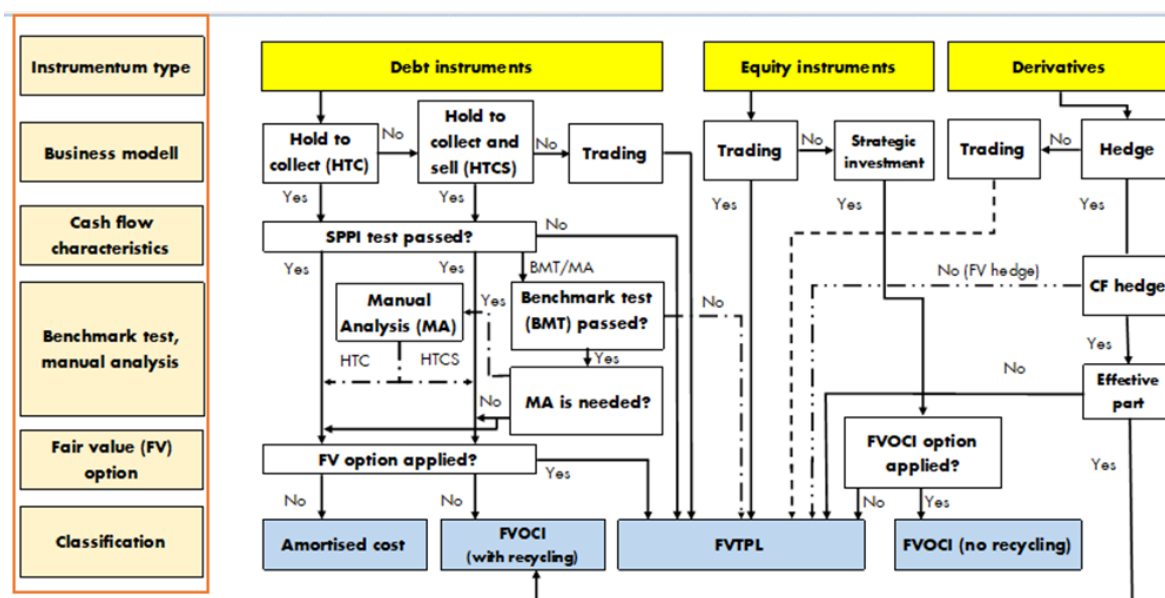 Instrumentum type
Debt instruments
Equity instruments
Derivatives
Business modell
Hold to
collect (HTC)
No
Hold to
collect and
sell (HTCS)
No
Trading
Trading
No
Strategic
investment
Trading
No
Hedge
Yes
Yes
Yes
Yes
Yes
Cash flow
characteristics
SPPI test passed?
No
Yes
Yes
BMT/MA
No (FV hedge)
CF hedge
Benchmark test,
manual analysis
Manual
Analysis (MA)
Yes
Benchmark test
(BMT) passed?
No
HTC
HTCS
Yes
Yes
No
MA is needed?
No
Effective
part
Fair value (FV)
option
FV option applied?
Yes
FVOCI option
applied?
Yes
No
No
No
Yes
Classification
Amortised cost
FVOCI
(with recycling)
FVTPL
FVOCI (no recycling)